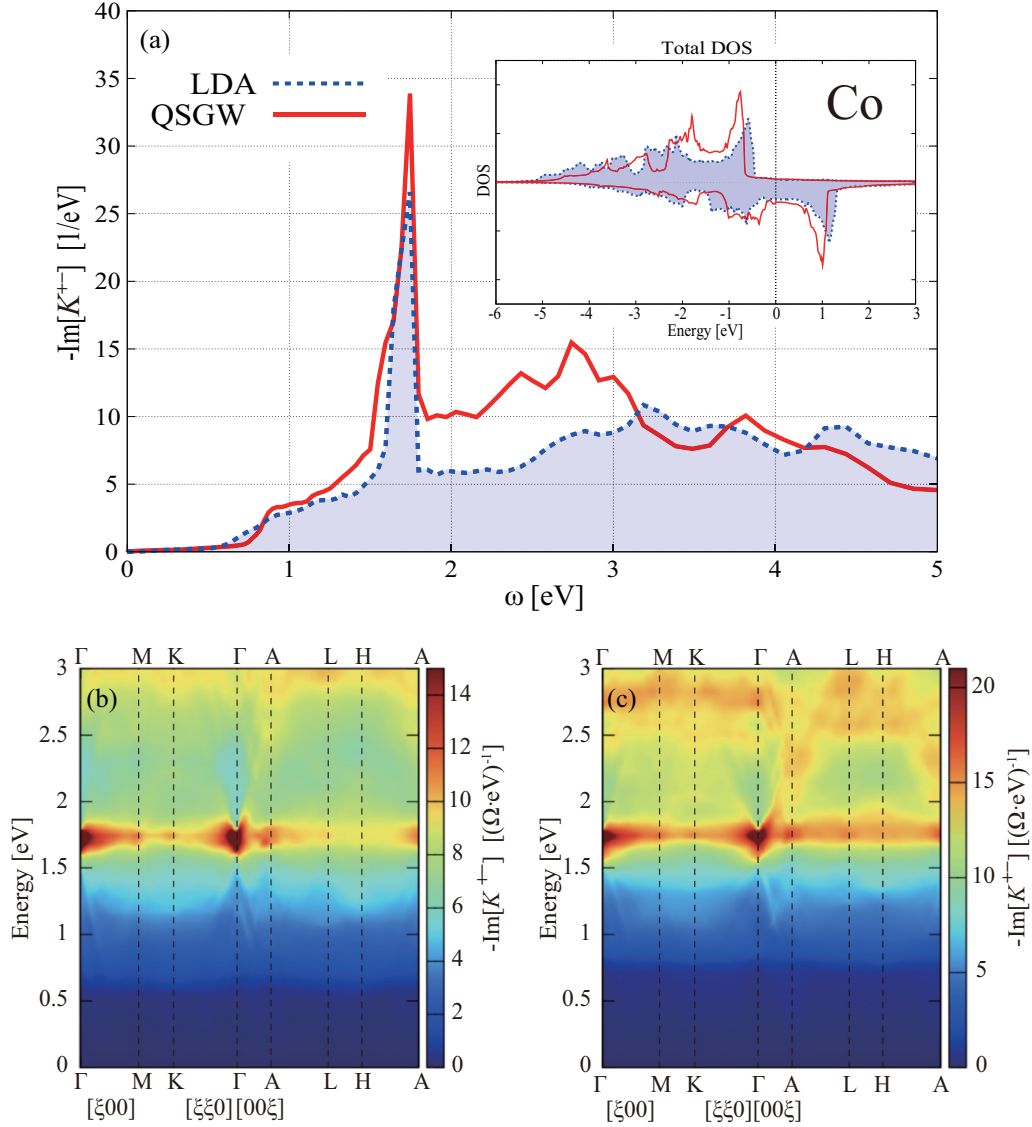 (a)
LDA
QSGW
-Im[K⁺⁻] [1/eV]
40
35
30
25
20
15
10
5
0
0 1 2 3 4 5
ω [eV]
Total DOS
Co
DOS
-6 -5 -4 -3 -2 -1 0 1 2 3
Energy [eV]
(b)
Γ M K Γ A L H A
Energy [eV]
3
2.5
2
1.5
1
0.5
0
Γ M K Γ A L H A
[ξ00] [ξξ0] [00ξ]
14
12
10
8
6
4
2
0
-Im[K⁺⁻] [(Ω·eV)⁻¹]
(c)
Γ M K Γ A L H A
Energy [eV]
3
2.5
2
1.5
1
0.5
0
Γ M K Γ A L H A
[ξ00] [ξξ0] [00ξ]
20
15
10
5
0
-Im[K⁺⁻] [(Ω·eV)⁻¹]